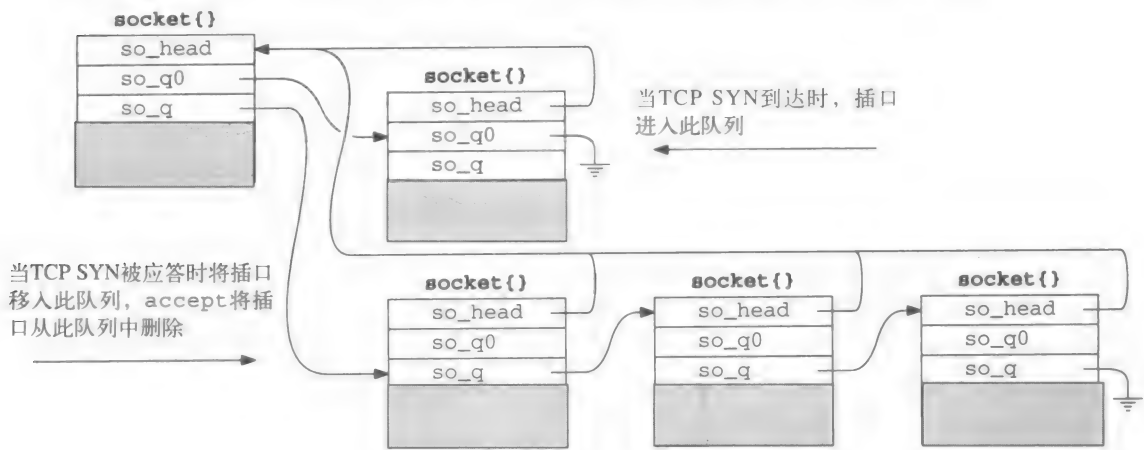 socket{}
so_head
so_q0
so_q
socket{}
so_head
so_q0
so_q
当TCP SYN到达时，插口
进入此队列
当TCP SYN被应答时将插口
移入此队列，accept将插
口从此队列中删除
socket{}
so_head
so_q0
so_q
socket{}
so_head
so_q0
so_q
socket{}
so_head
so_q0
so_q